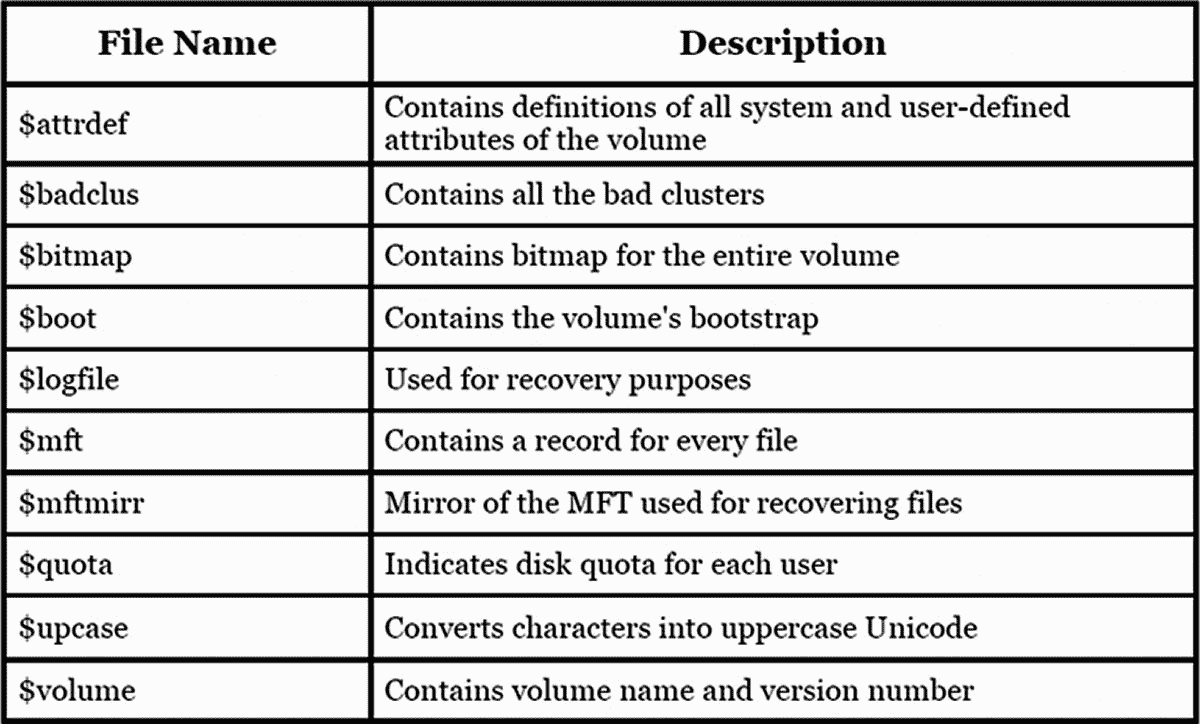 File Name Description
$attrdef Contains definitions of all system and user-defined
attributes of the volume
$badclus Contains all the bad clusters
$bitmap Contains bitmap for the entire volume
$boot Contains the volume's bootstrap
$logfile Used for recovery purposes
$mft Contains a record for every file
$mftmirr Mirror of the MFT used for recovering files
$quota Indicates disk quota for each user
$upcase Converts characters into uppercase Unicode
$volume Contains volume name and version number